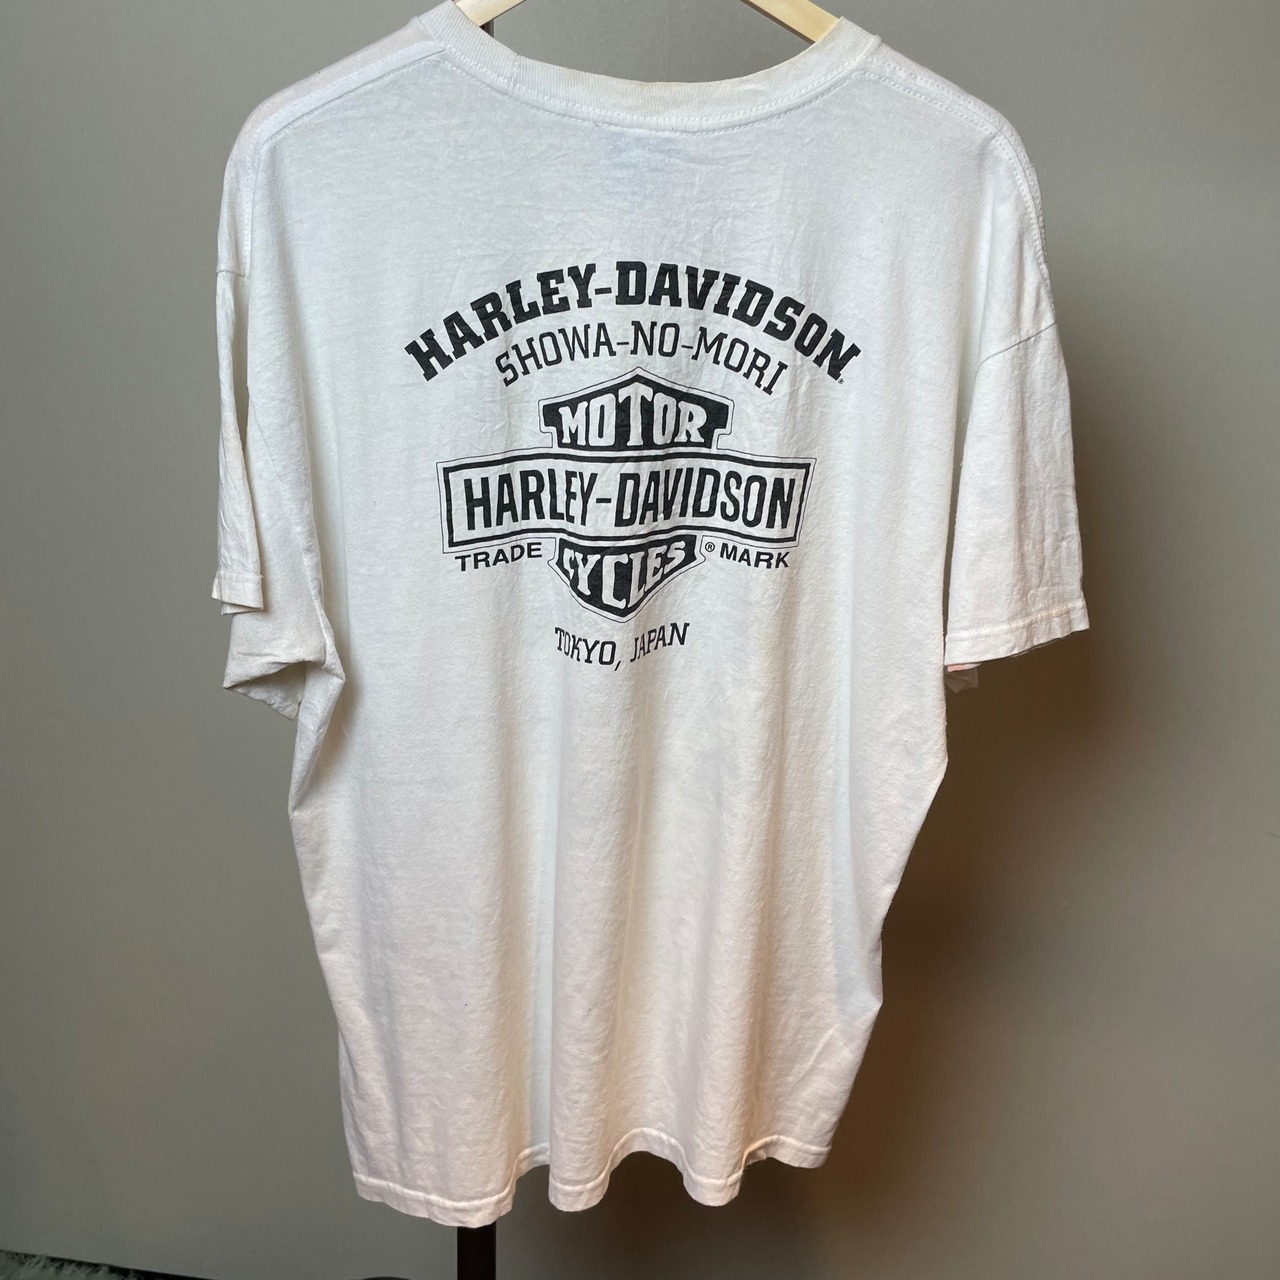 HARLEY-DAVIDSON®
SHOWA-NO-MORI
MOTOR
HARLEY-DAVIDSON
TRADE CYCLES ® MARK
TOKYO, JAPAN